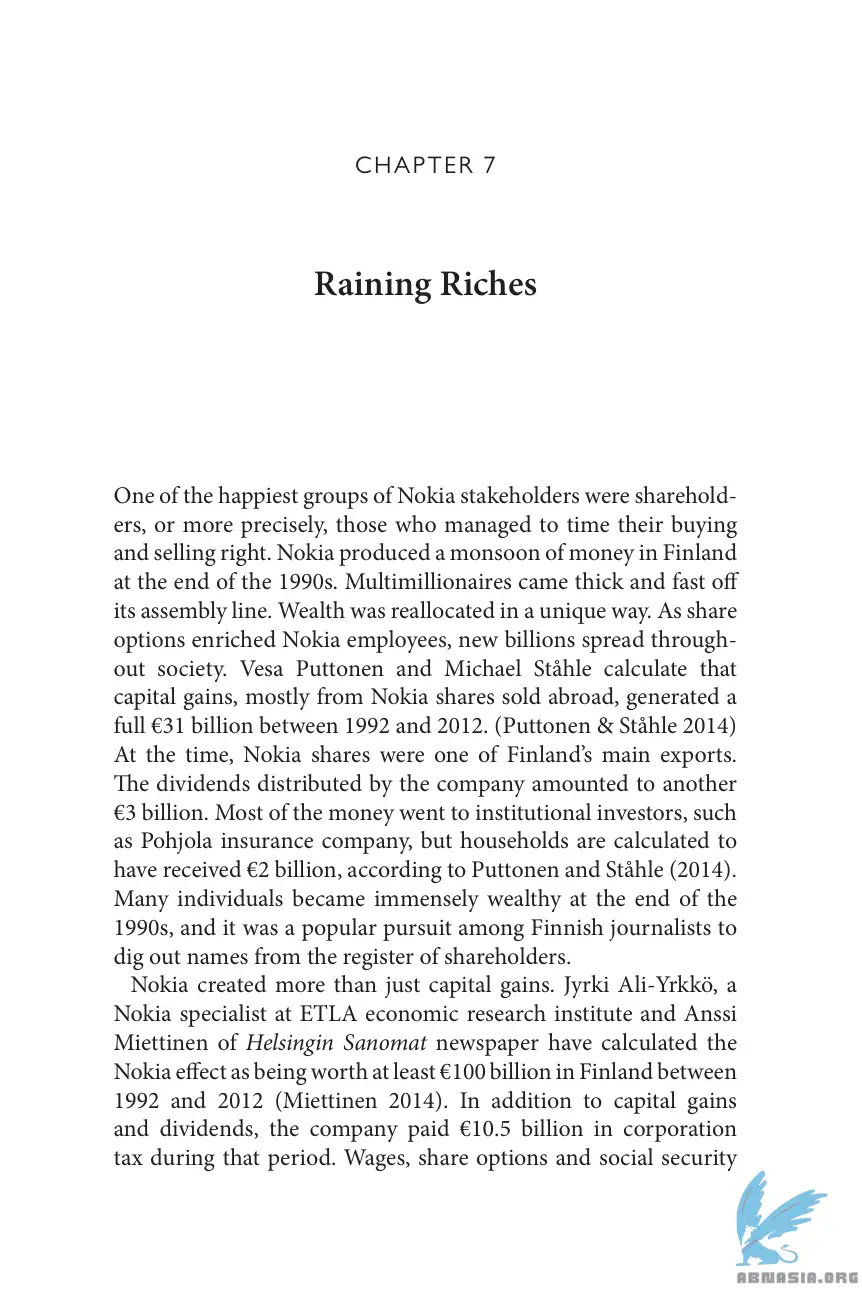 CHAPTER 7
Raining Riches
One of the happiest groups of Nokia stakeholders were sharehold-
ers, or more precisely, those who managed to time their buying
and selling right. Nokia produced a monsoon of money in Finland
at the end of the 1990s. Multimillionaires came thick and fast off
its assembly line. Wealth was reallocated in a unique way. As share
options enriched Nokia employees, new billions spread through-
out society. Vesa Puttonen and Michael Ståhle calculate that
capital gains, mostly from Nokia shares sold abroad, generated a
full €31 billion between 1992 and 2012. (Puttonen & Ståhle 2014)
At the time, Nokia shares were one of Finland’s main exports.
The dividends distributed by the company amounted to another
€3 billion. Most of the money went to institutional investors, such
as Pohjola insurance company, but households are calculated to
have received €2 billion, according to Puttonen and Ståhle (2014).
Many individuals became immensely wealthy at the end of the
1990s, and it was a popular pursuit among Finnish journalists to
dig out names from the register of shareholders.
Nokia created more than just capital gains. Jyrki Ali-Yrkkö, a
Nokia specialist at ETLA economic research institute and Anssi
Miettinen of Helsingin Sanomat newspaper have calculated the
Nokia effect as being worth at least €100 billion in Finland between
1992 and 2012 (Miettinen 2014). In addition to capital gains
and dividends, the company paid €10.5 billion in corporation
tax during that period. Wages, share options and social security
ABNASIA.ORG